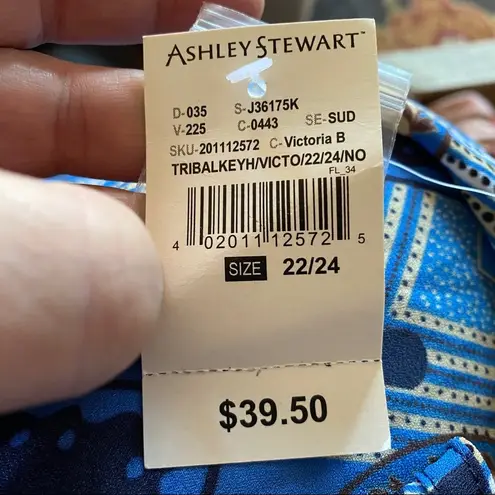 ASHLEY STEWART™
D-035 S-J36175K
V-225 C-0443 SE-SUD
SKU-201112572 C-Victoria B
TRIBALKEYH/VICTO/22/24/NO
FL_34
4 02011 12572 5
SIZE 22/24
$39.50